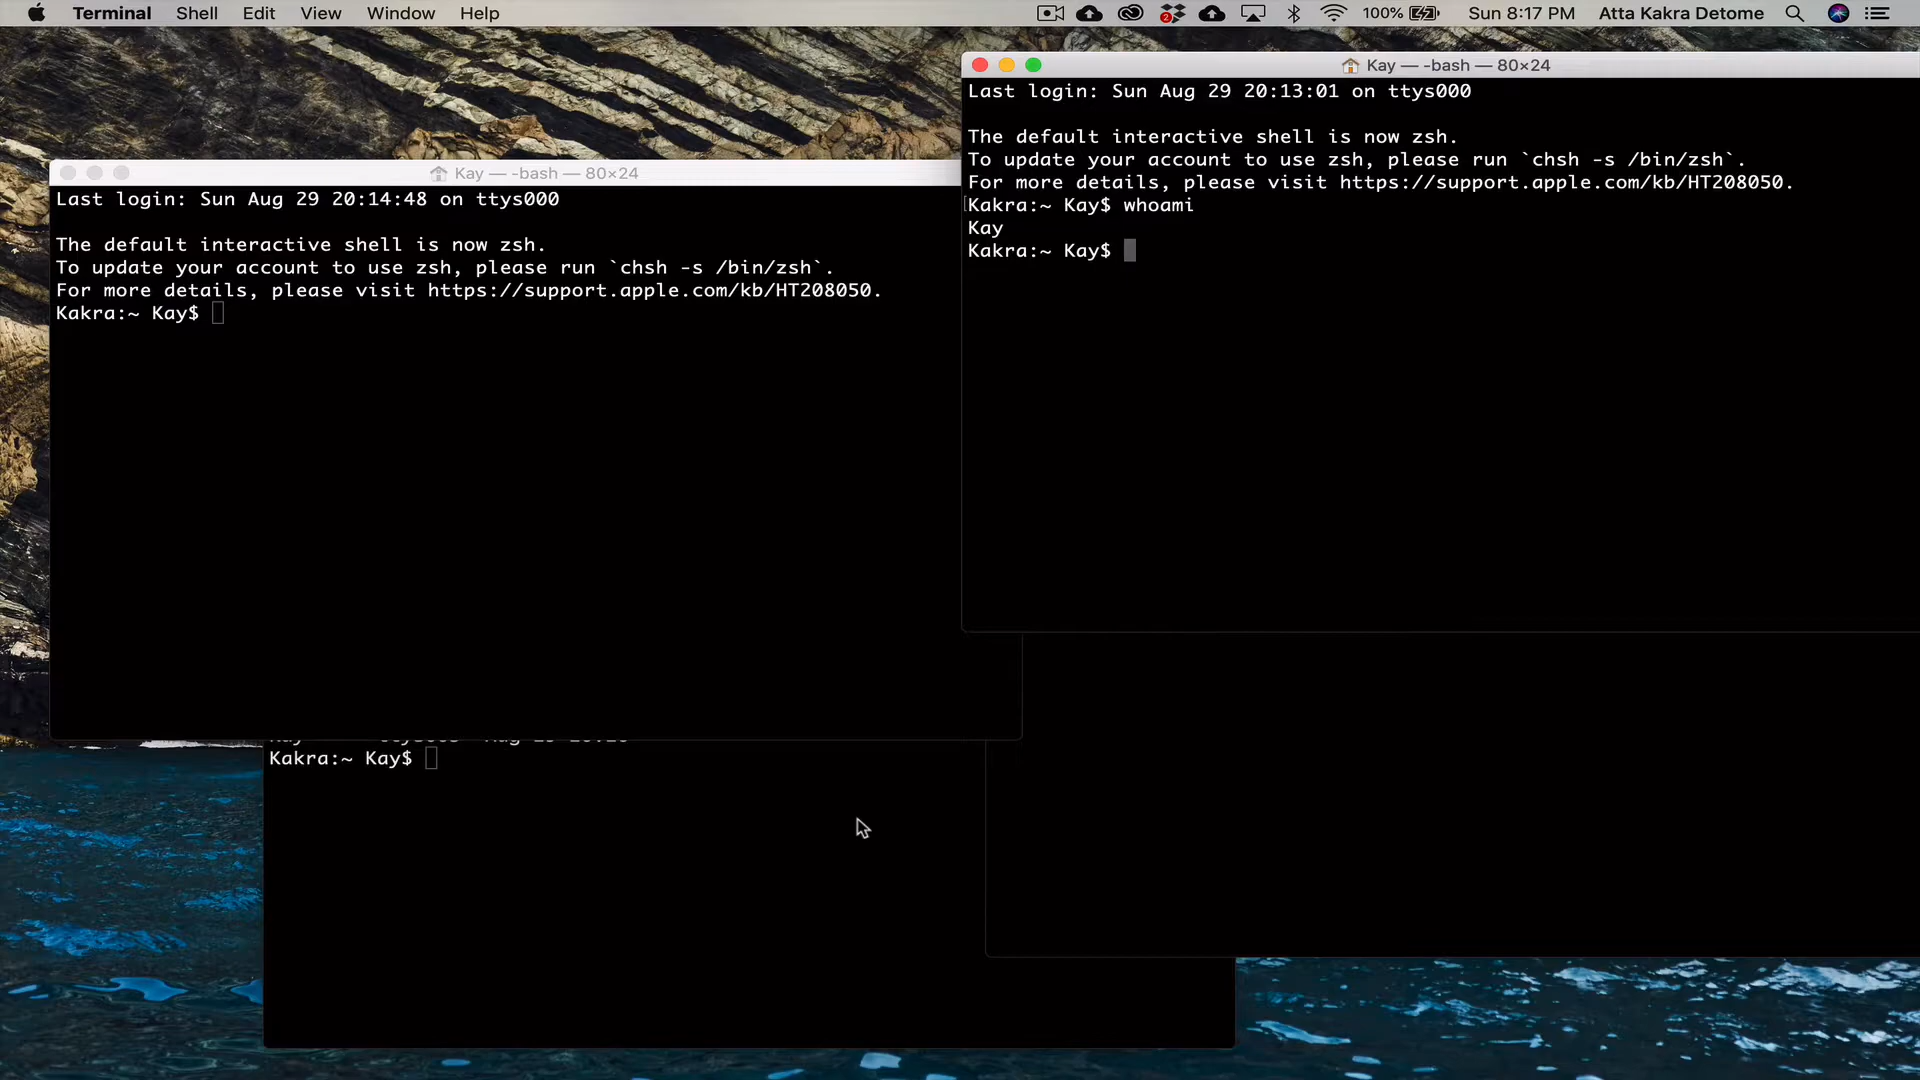 Terminal Shell Edit View Window Help 2 100% Sun 8:17 PM Atta Kakra Detome
Kay — -bash — 80×24
Last login: Sun Aug 29 20:13:01 on ttys000
The default interactive shell is now zsh.
To update your account to use zsh, please run `chsh -s /bin/zsh`.
For more details, please visit https://support.apple.com/kb/HT208050.
[Kakra:~ Kay$ whoami
Kay
Kakra:~ Kay$
Kay — -bash — 80×24
Last login: Sun Aug 29 20:14:48 on ttys000
The default interactive shell is now zsh.
To update your account to use zsh, please run `chsh -s /bin/zsh`.
For more details, please visit https://support.apple.com/kb/HT208050.
Kakra:~ Kay$
Kakra:~ Kay$